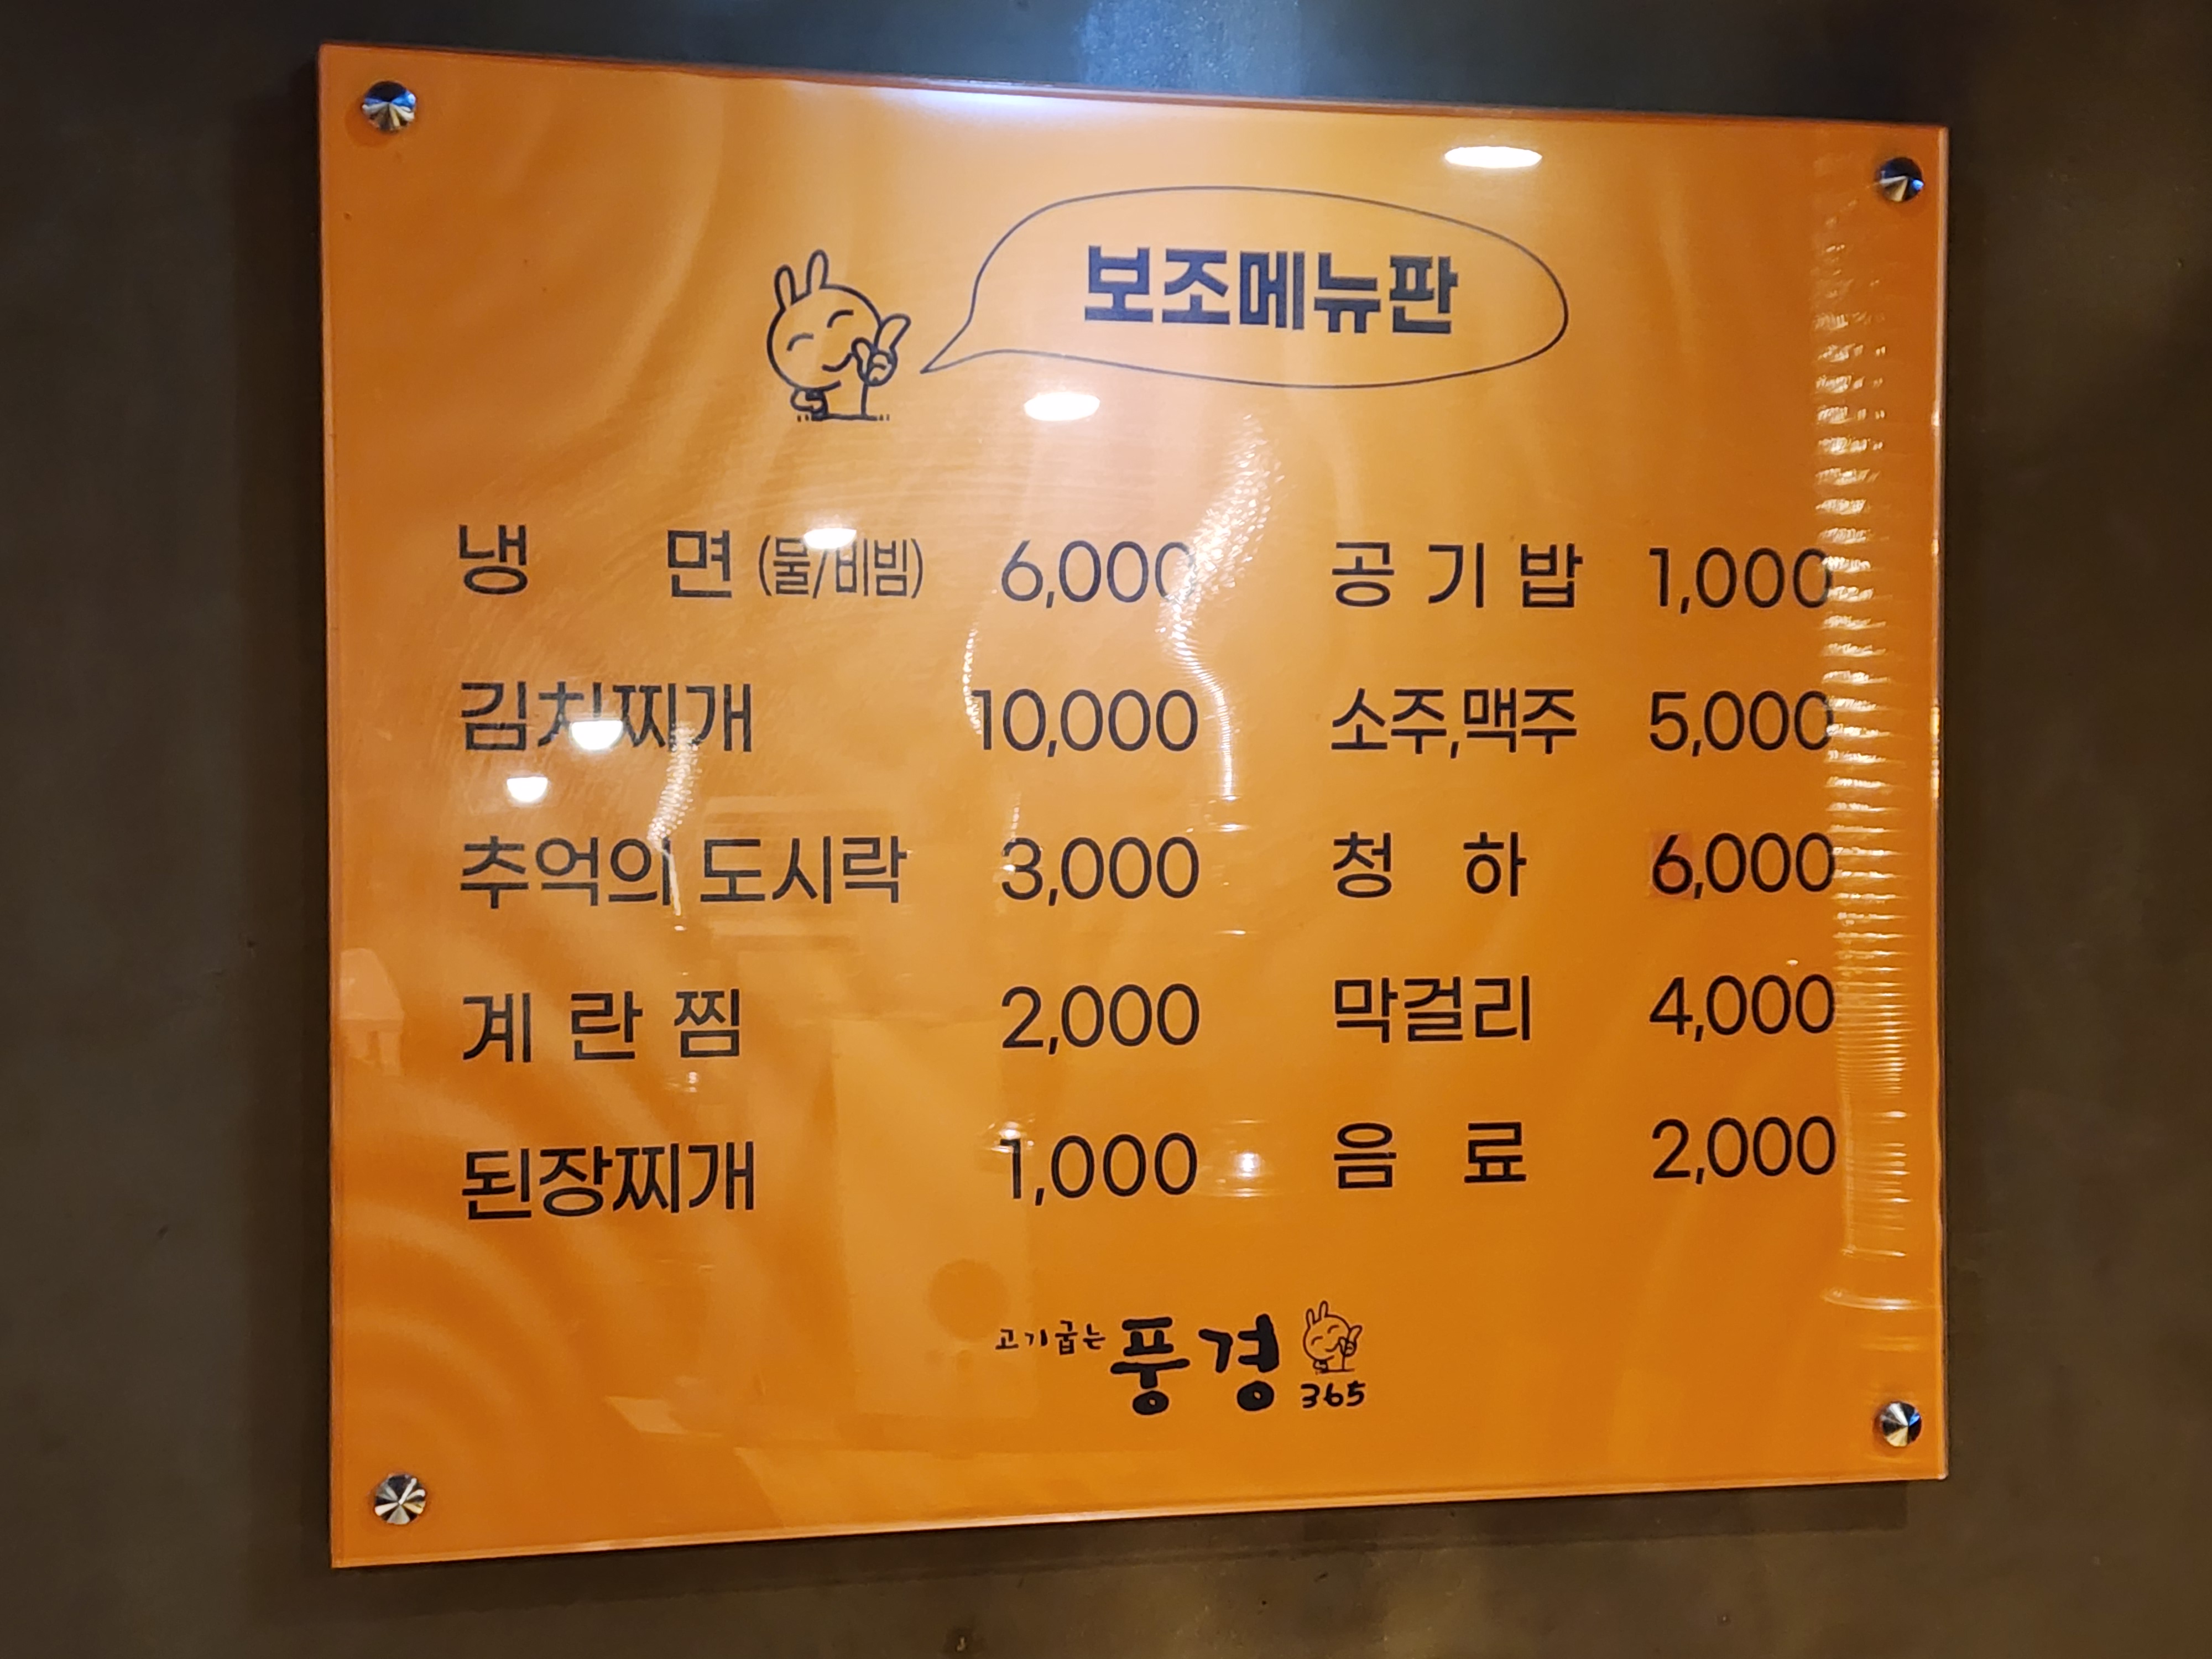 보조메뉴판
냉 면 (물/비빔) 6,000
김치찌개 10,000
추억의 도시락 3,000
계 란 찜 2,000
된장찌개 1,000
공 기 밥 1,000
소주,맥주 5,000
청 하 6,000
막걸리 4,000
음 료 2,000
고기굽는 풍경 365